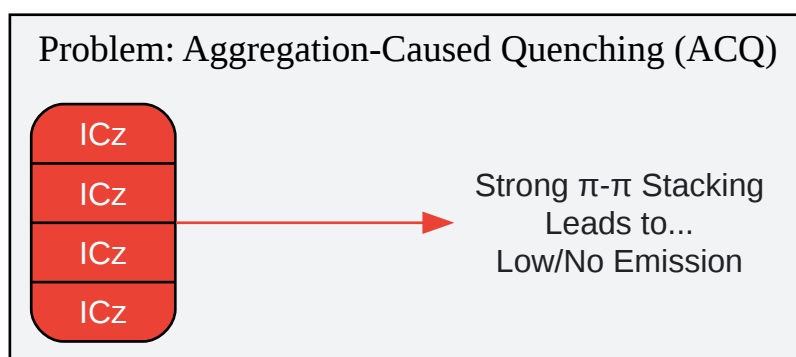 Problem: Aggregation-Caused Quenching (ACQ)
ICz
ICz
ICz
ICz
Strong π-π Stacking
Leads to...
Low/No Emission